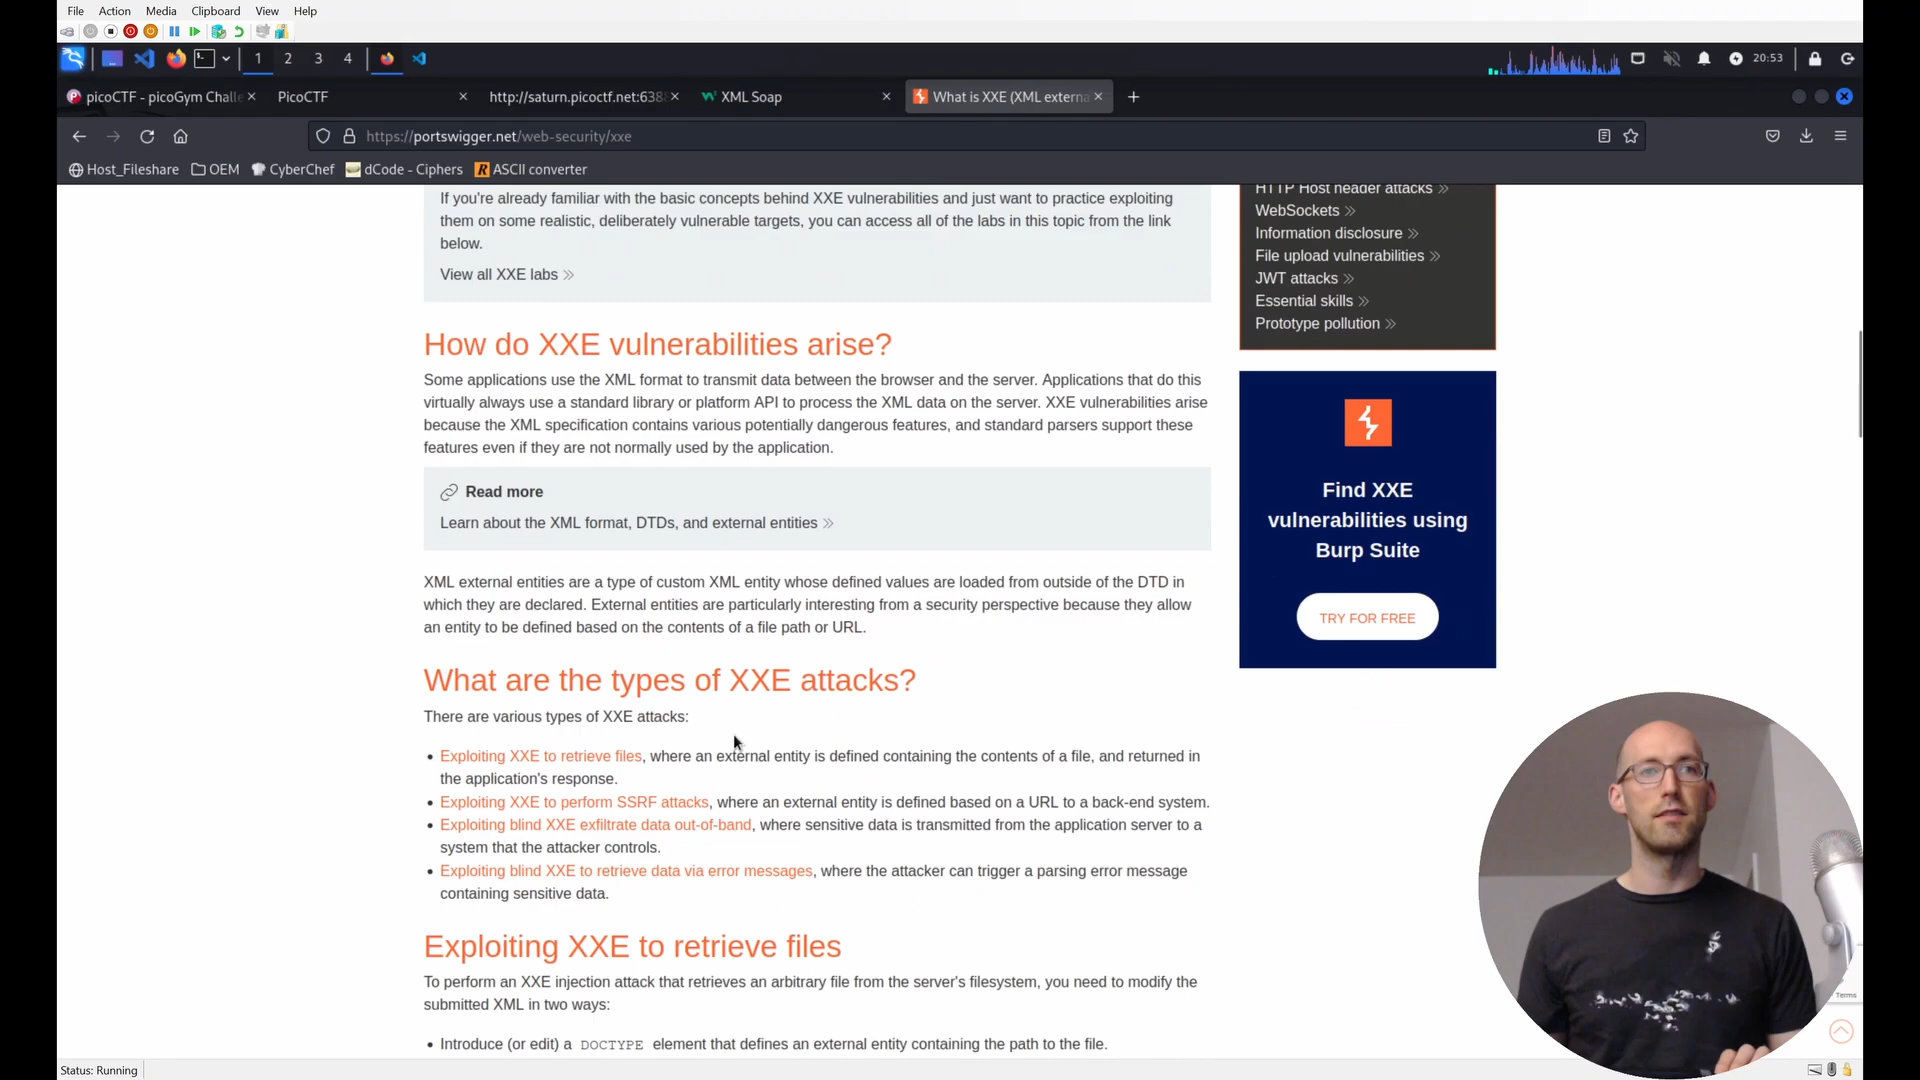 File Action Media Clipboard View Help
1 2 3 4 20:53
picoCTF - picoGym Challe PicoCTF http://saturn.picoctf.net:638 XML Soap What is XXE (XML externa
https://portswigger.net/web-security/xxe
Host_Fileshare OEM CyberChef dCode - Ciphers ASCII converter
If you're already familiar with the basic concepts behind XXE vulnerabilities and just want to practice exploiting
them on some realistic, deliberately vulnerable targets, you can access all of the labs in this topic from the link
below.
View all XXE labs
How do XXE vulnerabilities arise?
Some applications use the XML format to transmit data between the browser and the server. Applications that do this
virtually always use a standard library or platform API to process the XML data on the server. XXE vulnerabilities arise
because the XML specification contains various potentially dangerous features, and standard parsers support these
features even if they are not normally used by the application.
Read more
Learn about the XML format, DTDs, and external entities
XML external entities are a type of custom XML entity whose defined values are loaded from outside of the DTD in
which they are declared. External entities are particularly interesting from a security perspective because they allow
an entity to be defined based on the contents of a file path or URL.
What are the types of XXE attacks?
There are various types of XXE attacks:
Exploiting XXE to retrieve files, where an external entity is defined containing the contents of a file, and returned in
the application's response.
Exploiting XXE to perform SSRF attacks, where an external entity is defined based on a URL to a back-end system.
Exploiting blind XXE exfiltrate data out-of-band, where sensitive data is transmitted from the application server to a
system that the attacker controls.
Exploiting blind XXE to retrieve data via error messages, where the attacker can trigger a parsing error message
containing sensitive data.
Exploiting XXE to retrieve files
To perform an XXE injection attack that retrieves an arbitrary file from the server's filesystem, you need to modify the
submitted XML in two ways:
Introduce (or edit) a DOCTYPE element that defines an external entity containing the path to the file.
HTTP Host header attacks
WebSockets
Information disclosure
File upload vulnerabilities
JWT attacks
Essential skills
Prototype pollution
Find XXE
vulnerabilities using
Burp Suite
TRY FOR FREE
Terms
Status: Running